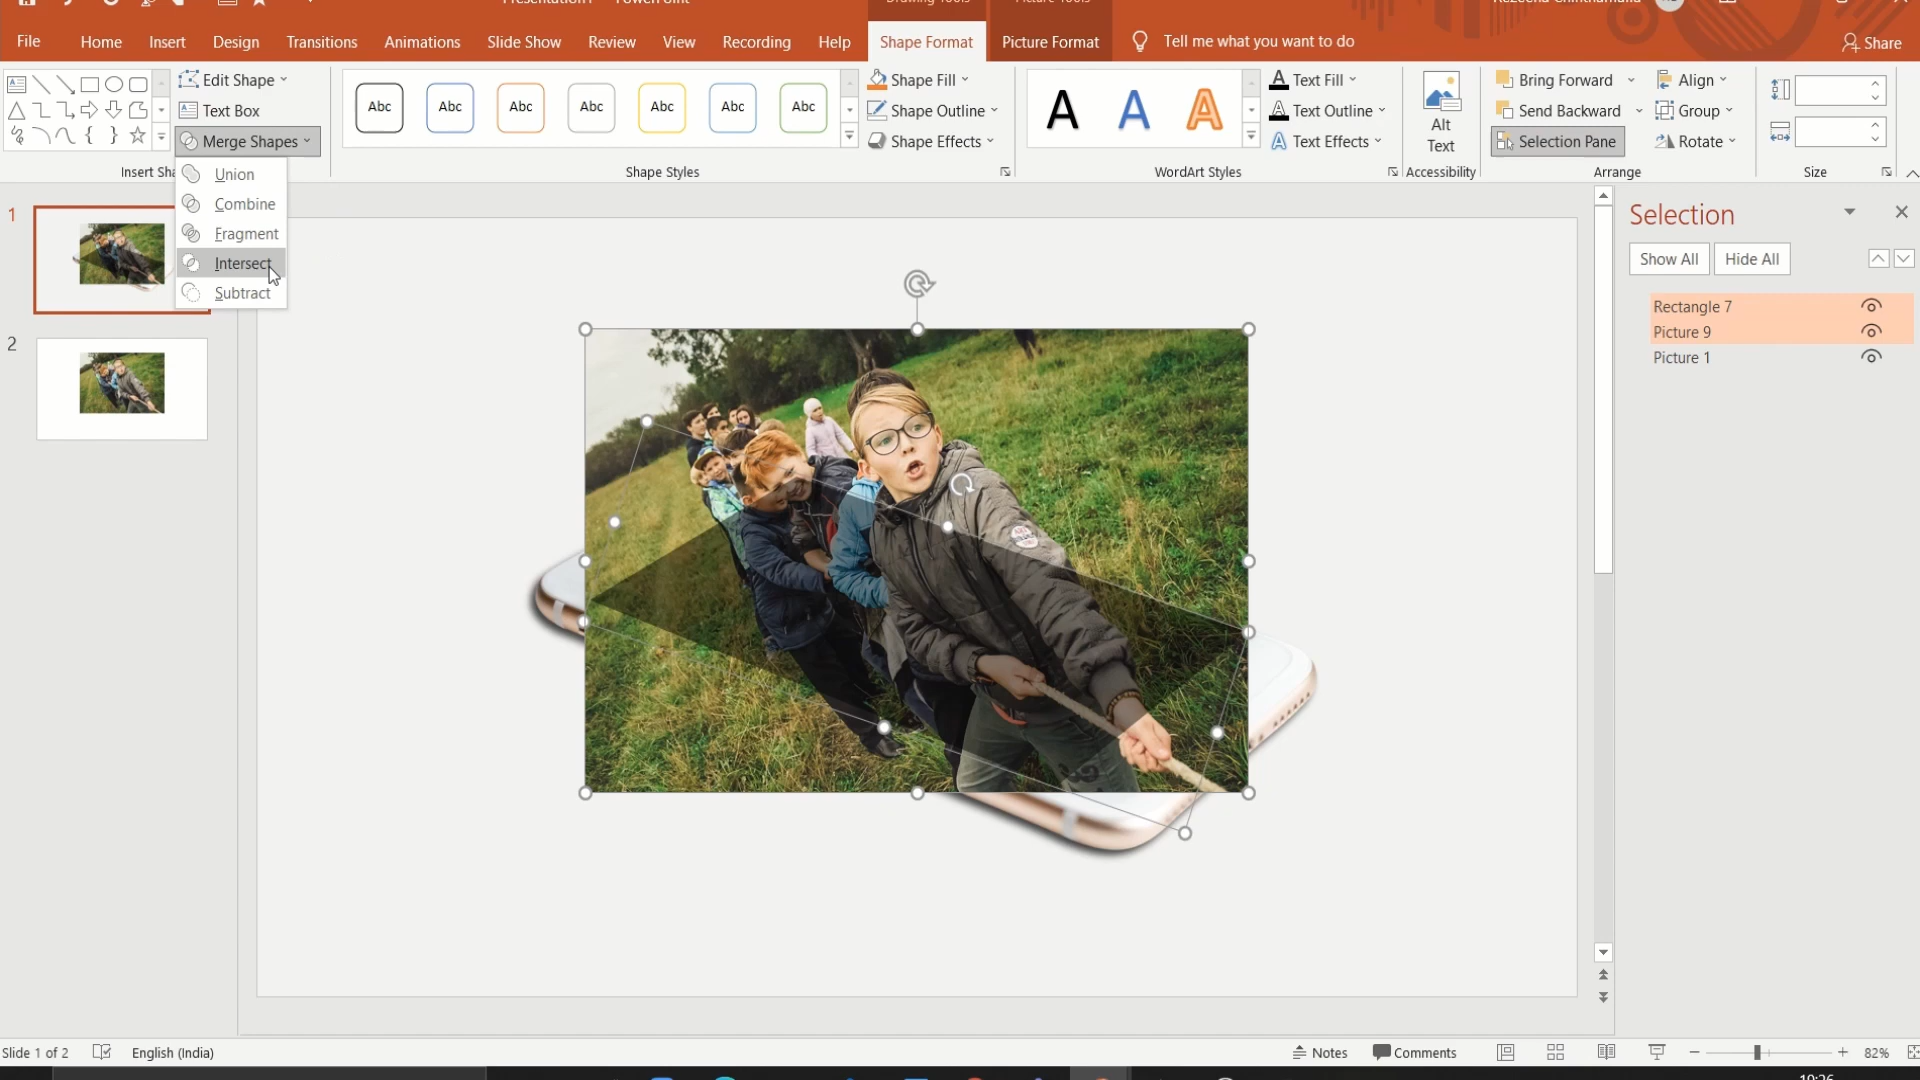 File Home Insert Design Transitions Animations Slide Show Review View Recording Help Shape Format Picture Format Tell me what you want to do Share
Edit Shape
Text Box
Merge Shapes
Insert Sha
Union
Combine
Fragment
Intersect
Subtract
Abc Abc Abc Abc Abc Abc Abc
Shape Styles
Shape Fill
Shape Outline
Shape Effects
A A A
WordArt Styles
Text Fill
Text Outline
Text Effects
Alt
Text
Accessibility
Bring Forward
Send Backward
Selection Pane
Align
Group
Rotate
Arrange
Size
1
2
Selection
Show All Hide All
Rectangle 7
Picture 9
Picture 1
Slide 1 of 2 English (India) Notes Comments 82%